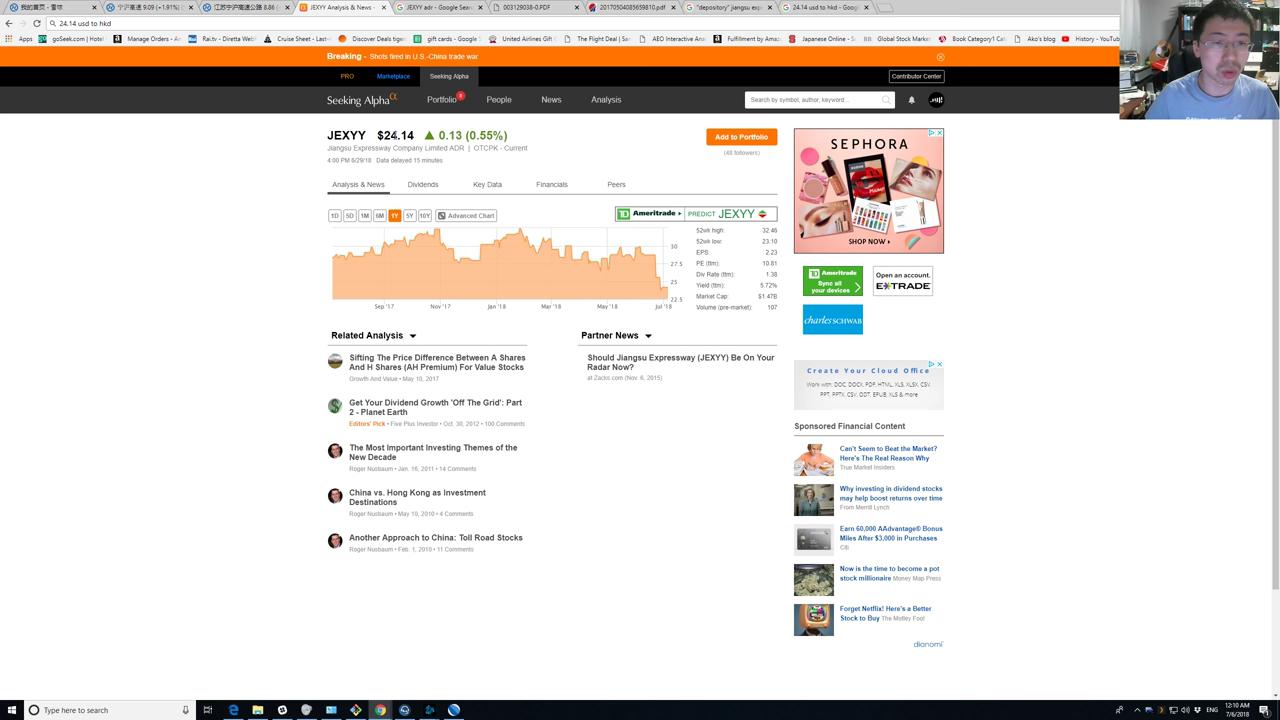 我的首页 - 雪球
宁沪高速 9.09 (+1.91%)
江苏宁沪高速公路 8.86 (+
JEXYY Analysis & News -
JEXYY adr - Google Sear
003129038-0.PDF
20170504085659810.pdf
"depository" jiangsu exp
24.14 usd to hkd - Goog
24.14 usd to hkd
Apps
goSeek.com | Hotel
Manage Orders - Am
Rai.tv - Diretta WebR
Cruise Sheet - Last-
Discover Deals tiger
gift cards - Google S
United Airlines Gift C
The Flight Deal | Sa
AEO Interactive Ana
Fulfillment by Amazo
Japanese Online - S
Global Stock Market
Book Category1 Cate
Ako's blog
History - YouTub
Breaking - Shots fired in U.S.-China trade war
PRO
Marketplace
Seeking Alpha
Contributor Center
Seeking Alpha α
Portfolio
People
News
Analysis
Search by symbol, author, keyword...
JEXYY $24.14 ▲ 0.13 (0.55%)
Jiangsu Expressway Company Limited ADR | OTCPK - Current
4:00 PM 6/29/18 Data delayed 15 minutes
Add to Portfolio
(48 followers)
Analysis & News
Dividends
Key Data
Financials
Peers
1D 5D 1M 6M 1Y 5Y 10Y Advanced Chart
TD Ameritrade PREDICT JEXYY
30
27.5
25
22.5
Sep '17 Nov '17 Jan '18 Mar '18 May '18 Jul '18
52wk high: 32.46
52wk low: 23.10
EPS: 2.23
PE (ttm): 10.81
Div Rate (ttm): 1.38
Yield (ttm): 5.72%
Market Cap: $1.47B
Volume (pre-market): 107
Related Analysis
Sifting The Price Difference Between A Shares
And H Shares (AH Premium) For Value Stocks
Growth And Value • May 10, 2017
Get Your Dividend Growth 'Off The Grid': Part
2 - Planet Earth
Editors' Pick • Five Plus Investor • Oct. 30, 2012 • 100 Comments
The Most Important Investing Themes of the
New Decade
Roger Nusbaum • Jan. 16, 2011 • 14 Comments
China vs. Hong Kong as Investment
Destinations
Roger Nusbaum • May 10, 2010 • 4 Comments
Another Approach to China: Toll Road Stocks
Roger Nusbaum • Feb. 1, 2010 • 11 Comments
Partner News
Should Jiangsu Expressway (JEXYY) Be On Your
Radar Now?
at Zacks.com (Nov. 6, 2015)
SEPHORA
SHOP NOW
TD Ameritrade
Sync all
your devices
Open an account.
E*TRADE
charles SCHWAB
Create Your Cloud Office
Work with: DOC, DOCX, PDF, HTML, XLS, XLSX, CSV,
PPT, PPTX, CSV, ODT, EPUB, XLS & more
Sponsored Financial Content
Can't Seem to Beat the Market?
Here's The Real Reason Why
True Market Insiders
Why investing in dividend stocks
may help boost returns over time
From Merrill Lynch
Earn 60,000 AAdvantage® Bonus
Miles After $3,000 in Purchases
Citi
Now is the time to become a pot
stock millionaire Money Map Press
Forget Netflix! Here's a Better
Stock to Buy The Motley Fool
dianomi
Type here to search
ENG
12:10 AM
7/6/2018